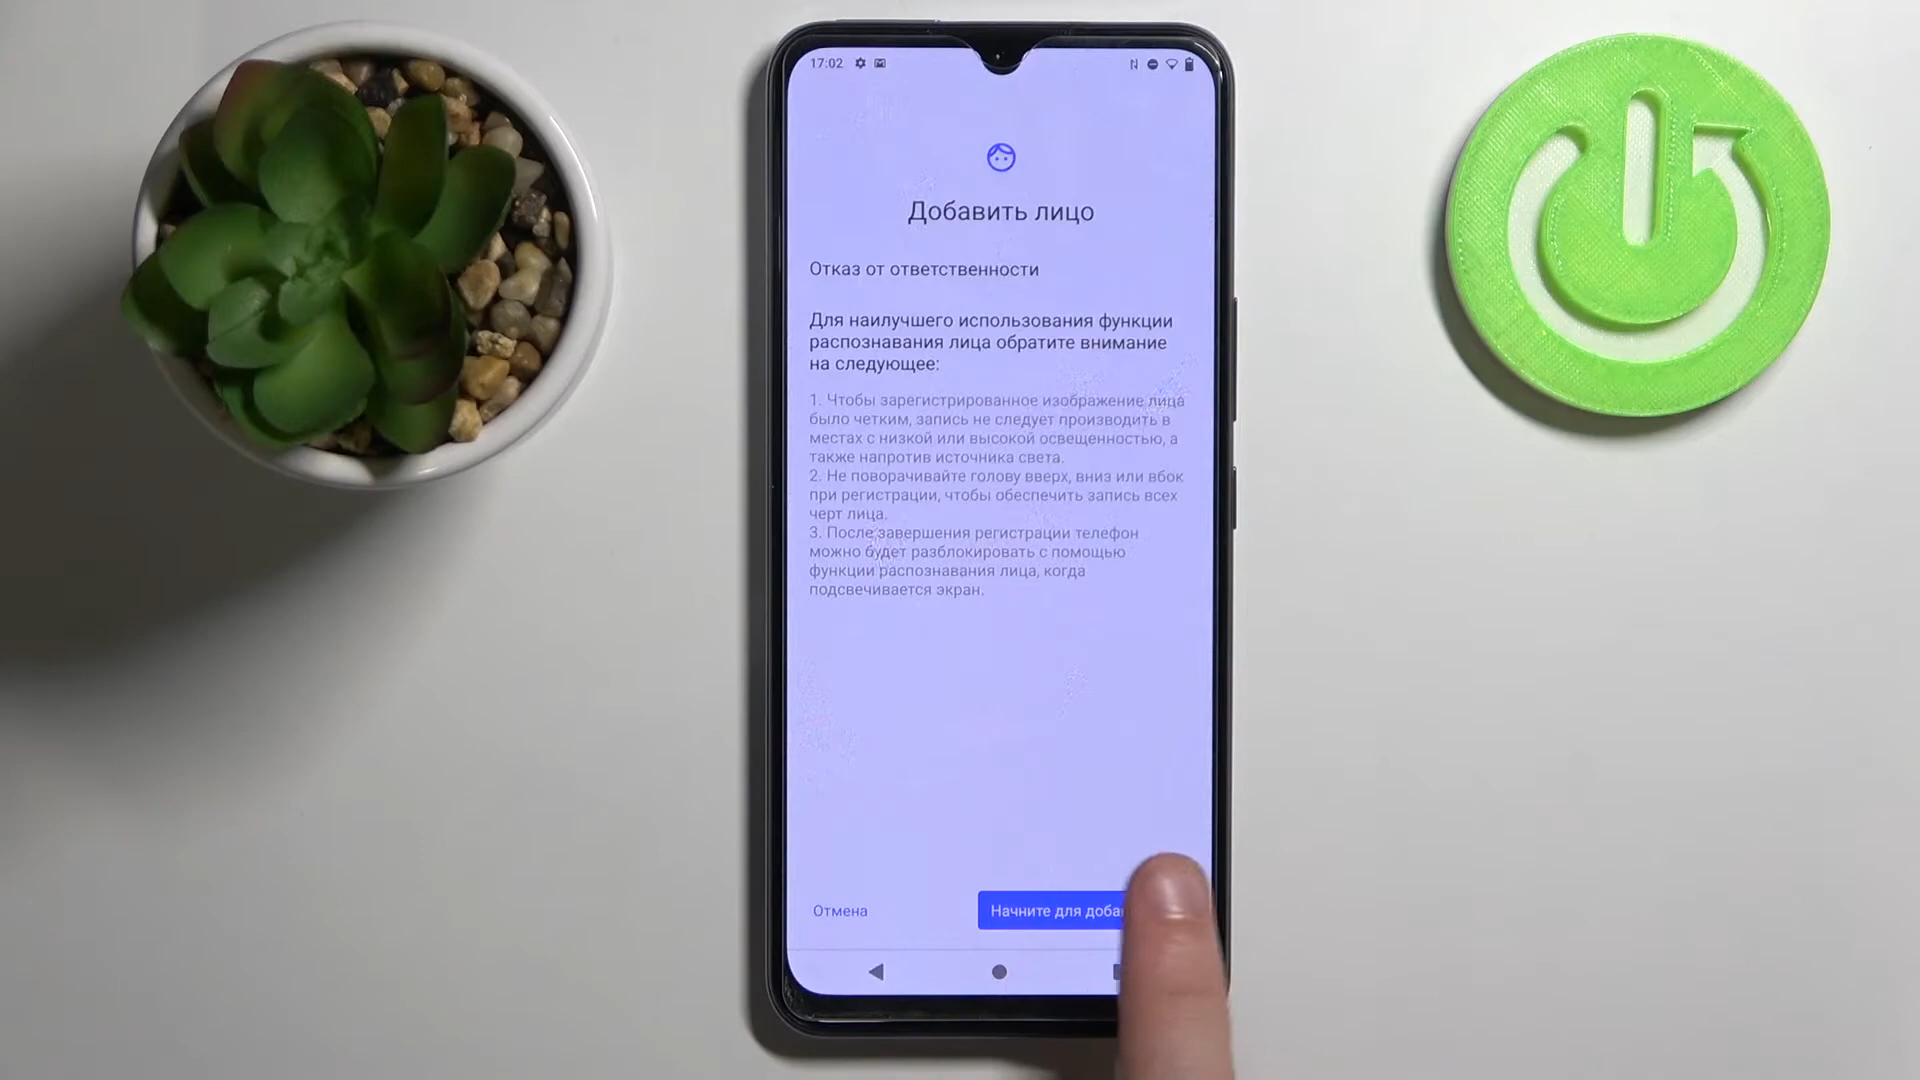 17:02
Добавить лицо
Отказ от ответственности
Для наилучшего использования функции
распознавания лица обратите внимание
на следующее:
1. Чтобы зарегистрированное изображение лица
было четким, запись не следует производить в
местах с низкой или высокой освещенностью, а
также напротив источника света.
2. Не поворачивайте голову вверх, вниз или вбок
при регистрации, чтобы обеспечить запись всех
черт лица.
3. После завершения регистрации телефон
можно будет разблокировать с помощью
функции распознавания лица, когда
подсвечивается экран.
Отмена
Начните для